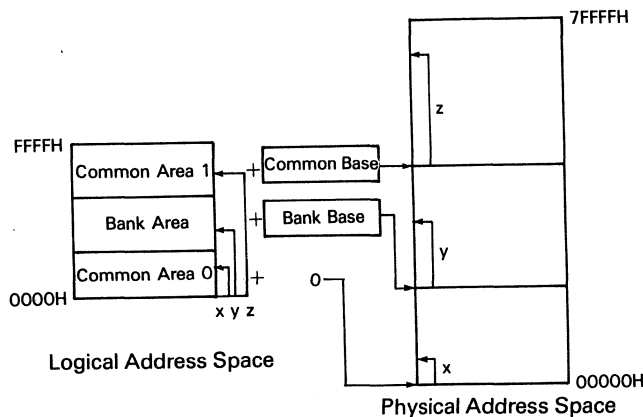 7FFFFH
z
FFFFH
Common Area 1
+
Common Base
Bank Area
+
Bank Base
y
Common Area 0
+
0
0000H
x y z
x
00000H
Logical Address Space
Physical Address Space